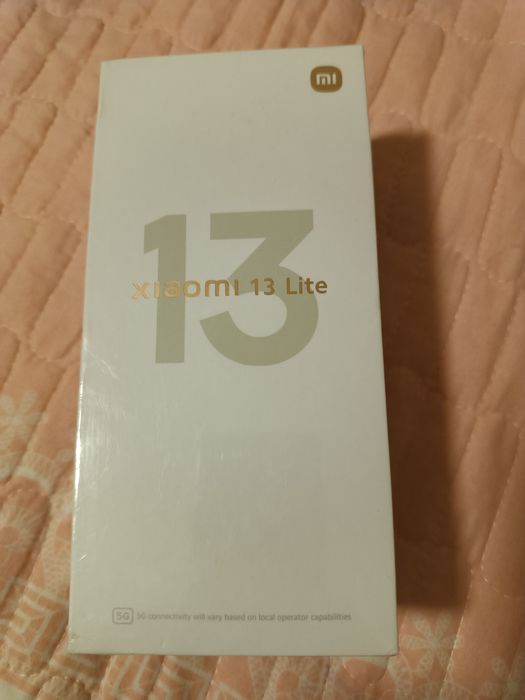 mi
13
xiaomi 13 Lite
5G 5G connectivity will vary based on local operator capabilities